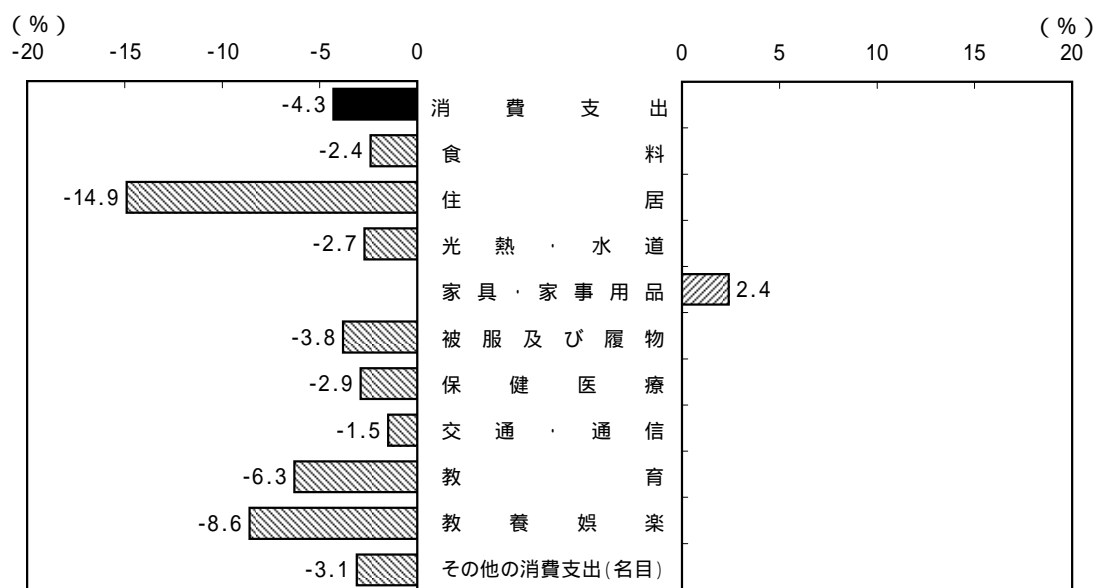 (%) (%)
-20 -15 -10 -5 0 0 5 10 15 20
-4.3 消費支出
-2.4 食料
-14.9 住居
-2.7 光熱・水道
家具・家事用品 2.4
-3.8 被服及び履物
-2.9 保健医療
-1.5 交通・通信
-6.3 教育
-8.6 教養娯楽
-3.1 その他の消費支出(名目)